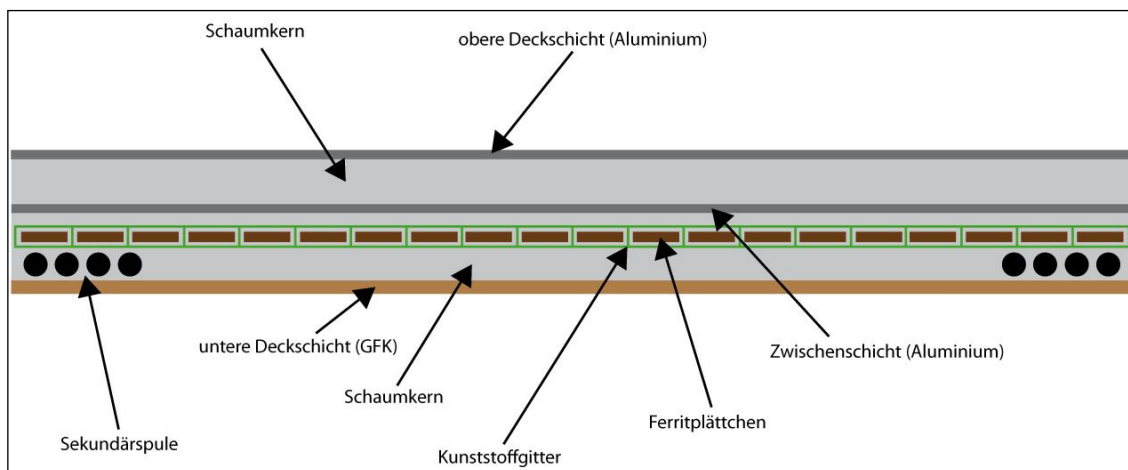 Schaumkern
obere Deckschicht (Aluminium)
untere Deckschicht (GFK)
Zwischenschicht (Aluminium)
Schaumkern
Ferritplättchen
Sekundärspule
Kunststoffgitter